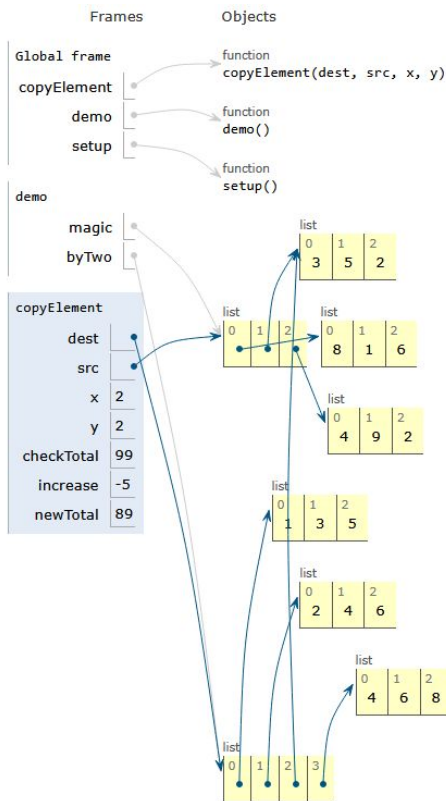 Frames Objects
Global frame
copyElement
demo
setup
function
copyElement(dest, src, x, y)
function
demo()
function
setup()
demo
magic
byTwo
list
0 1 2
3 5 2
copyElement
dest
src
x 2
y 2
checkTotal 99
increase -5
newTotal 89
list
0 1 2
list
0 1 2
8 1 6
list
0 1 2
4 9 2
list
0 1 2
1 3 5
list
0 1 2
2 4 6
list
0 1 2
4 6 8
list
0 1 2 3